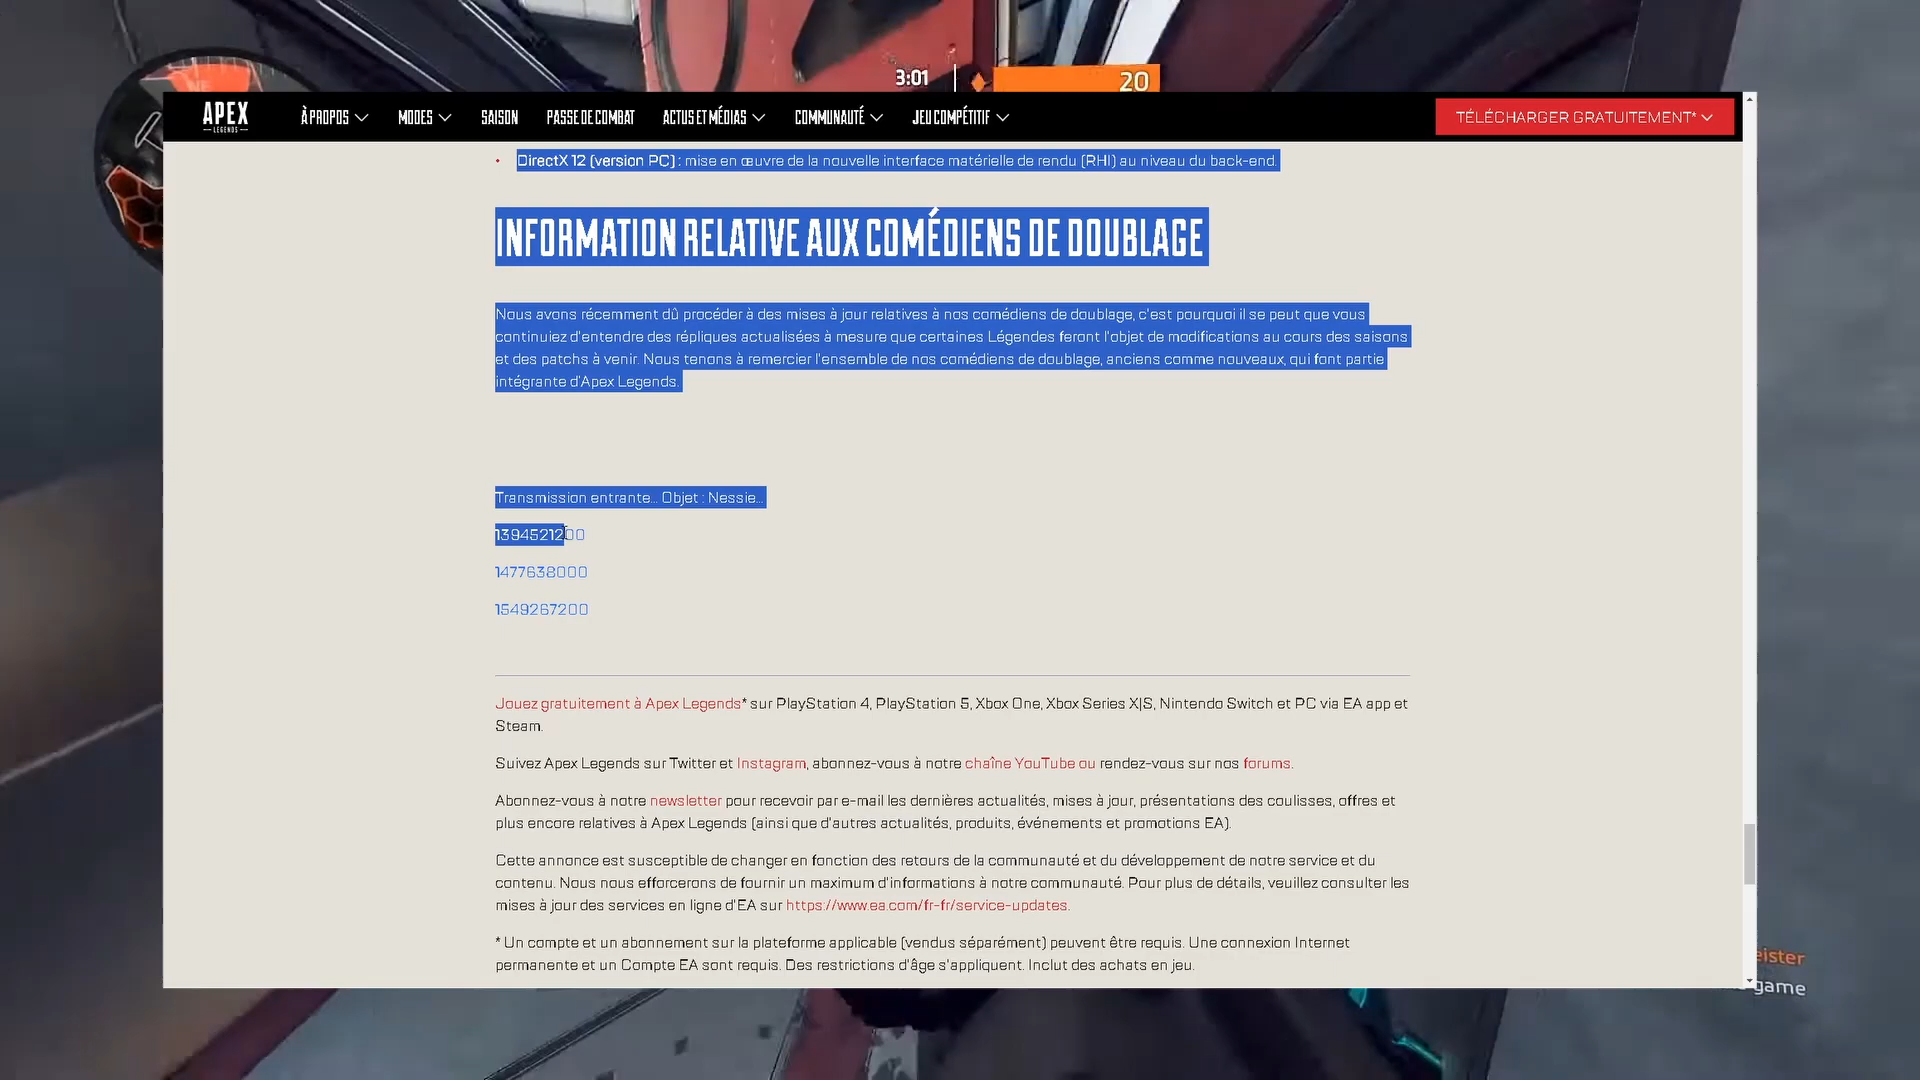 3:01
20
APEX
LEGENDS
À PROPOS
MODES
SAISON
PASSE DE COMBAT
ACTUS ET MÉDIAS
COMMUNAUTÉ
JEU COMPÉTITIF
TÉLÉCHARGER GRATUITEMENT*
DirectX 12 (version PC) : mise en œuvre de la nouvelle interface matérielle de rendu (RHI) au niveau du back-end.
INFORMATION RELATIVE AUX COMÉDIENS DE DOUBLAGE
Nous avons récemment dû procéder à des mises à jour relatives à nos comédiens de doublage, c'est pourquoi il se peut que vous
continuiez d'entendre des répliques actualisées à mesure que certaines Légendes feront l'objet de modifications au cours des saisons
et des patchs à venir. Nous tenons à remercier l'ensemble de nos comédiens de doublage, anciens comme nouveaux, qui font partie
intégrante d'Apex Legends.
Transmission entrante... Objet : Nessie...
1394521200
1477638000
1549267200
Jouez gratuitement à Apex Legends* sur PlayStation 4, PlayStation 5, Xbox One, Xbox Series X|S, Nintendo Switch et PC via EA app et
Steam.
Suivez Apex Legends sur Twitter et Instagram, abonnez-vous à notre chaîne YouTube ou rendez-vous sur nos forums.
Abonnez-vous à notre newsletter pour recevoir par e-mail les dernières actualités, mises à jour, présentations des coulisses, offres et
plus encore relatives à Apex Legends (ainsi que d'autres actualités, produits, événements et promotions EA).
Cette annonce est susceptible de changer en fonction des retours de la communauté et du développement de notre service et du
contenu. Nous nous efforcerons de fournir un maximum d'informations à notre communauté. Pour plus de détails, veuillez consulter les
mises à jour des services en ligne d'EA sur https://www.ea.com/fr-fr/service-updates.
* Un compte et un abonnement sur la plateforme applicable (vendus séparément) peuvent être requis. Une connexion Internet
permanente et un Compte EA sont requis. Des restrictions d'âge s'appliquent. Inclut des achats en jeu.
eister
game